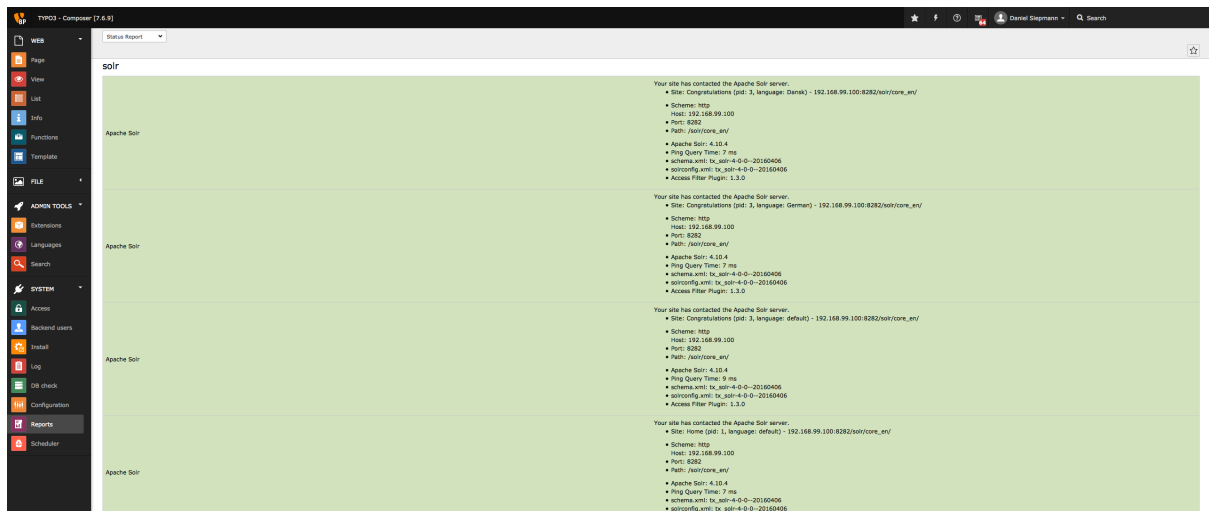 TYPO3 - Composer [7.6.9]
64
Daniel Siepmann
Search
WEB
Page
View
List
Info
Functions
Template
FILE
ADMIN TOOLS
Extensions
Languages
Search
SYSTEM
Access
Backend users
Install
Log
DB check
Configuration
Reports
Scheduler
Status Report
solr
Apache Solr
Your site has contacted the Apache Solr server.
• Site: Congratulations (pid: 3, language: Dansk) - 192.168.99.100:8282/solr/core_en/
• Scheme: http
Host: 192.168.99.100
• Port: 8282
• Path: /solr/core_en/
• Apache Solr: 4.10.4
• Ping Query Time: 7 ms
• schema.xml: tx_solr-4-0-0--20160406
• solrconfig.xml: tx_solr-4-0-0--20160406
• Access Filter Plugin: 1.3.0
Apache Solr
Your site has contacted the Apache Solr server.
• Site: Congratulations (pid: 3, language: German) - 192.168.99.100:8282/solr/core_en/
• Scheme: http
Host: 192.168.99.100
• Port: 8282
• Path: /solr/core_en/
• Apache Solr: 4.10.4
• Ping Query Time: 7 ms
• schema.xml: tx_solr-4-0-0--20160406
• solrconfig.xml: tx_solr-4-0-0--20160406
• Access Filter Plugin: 1.3.0
Apache Solr
Your site has contacted the Apache Solr server.
• Site: Congratulations (pid: 3, language: default) - 192.168.99.100:8282/solr/core_en/
• Scheme: http
Host: 192.168.99.100
• Port: 8282
• Path: /solr/core_en/
• Apache Solr: 4.10.4
• Ping Query Time: 9 ms
• schema.xml: tx_solr-4-0-0--20160406
• solrconfig.xml: tx_solr-4-0-0--20160406
• Access Filter Plugin: 1.3.0
Apache Solr
Your site has contacted the Apache Solr server.
• Site: Home (pid: 1, language: default) - 192.168.99.100:8282/solr/core_en/
• Scheme: http
Host: 192.168.99.100
• Port: 8282
• Path: /solr/core_en/
• Apache Solr: 4.10.4
• Ping Query Time: 7 ms
• schema.xml: tx_solr-4-0-0--20160406
• solrconfig.xml: tx_solr-4-0-0--20160406